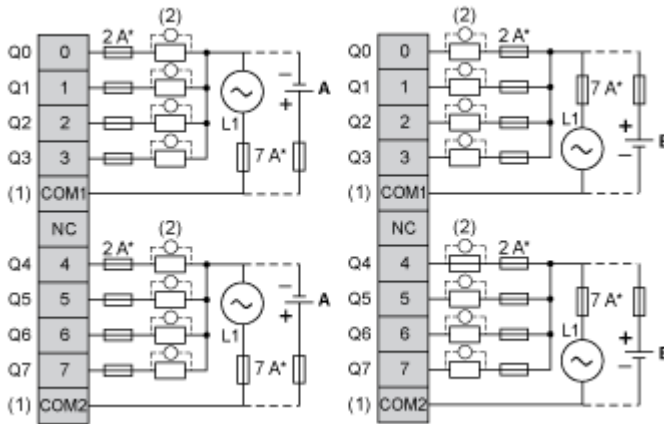 (2)
Q0 0 2 A*
Q1 1 − A
Q2 2 +
L1
Q3 3 7 A*
(1) COM1
NC
(2)
Q4 4 2 A*
Q5 5 − A
Q6 6 L1 +
Q7 7 7 A*
(1) COM2
(2)
Q0 0 2 A*
Q1 1 7 A*
Q2 2 L1 +
Q3 3 − B
(1) COM1
NC
(2)
Q4 4 2 A*
Q5 5 7 A*
Q6 6 L1 +
Q7 7 −
(1) COM2